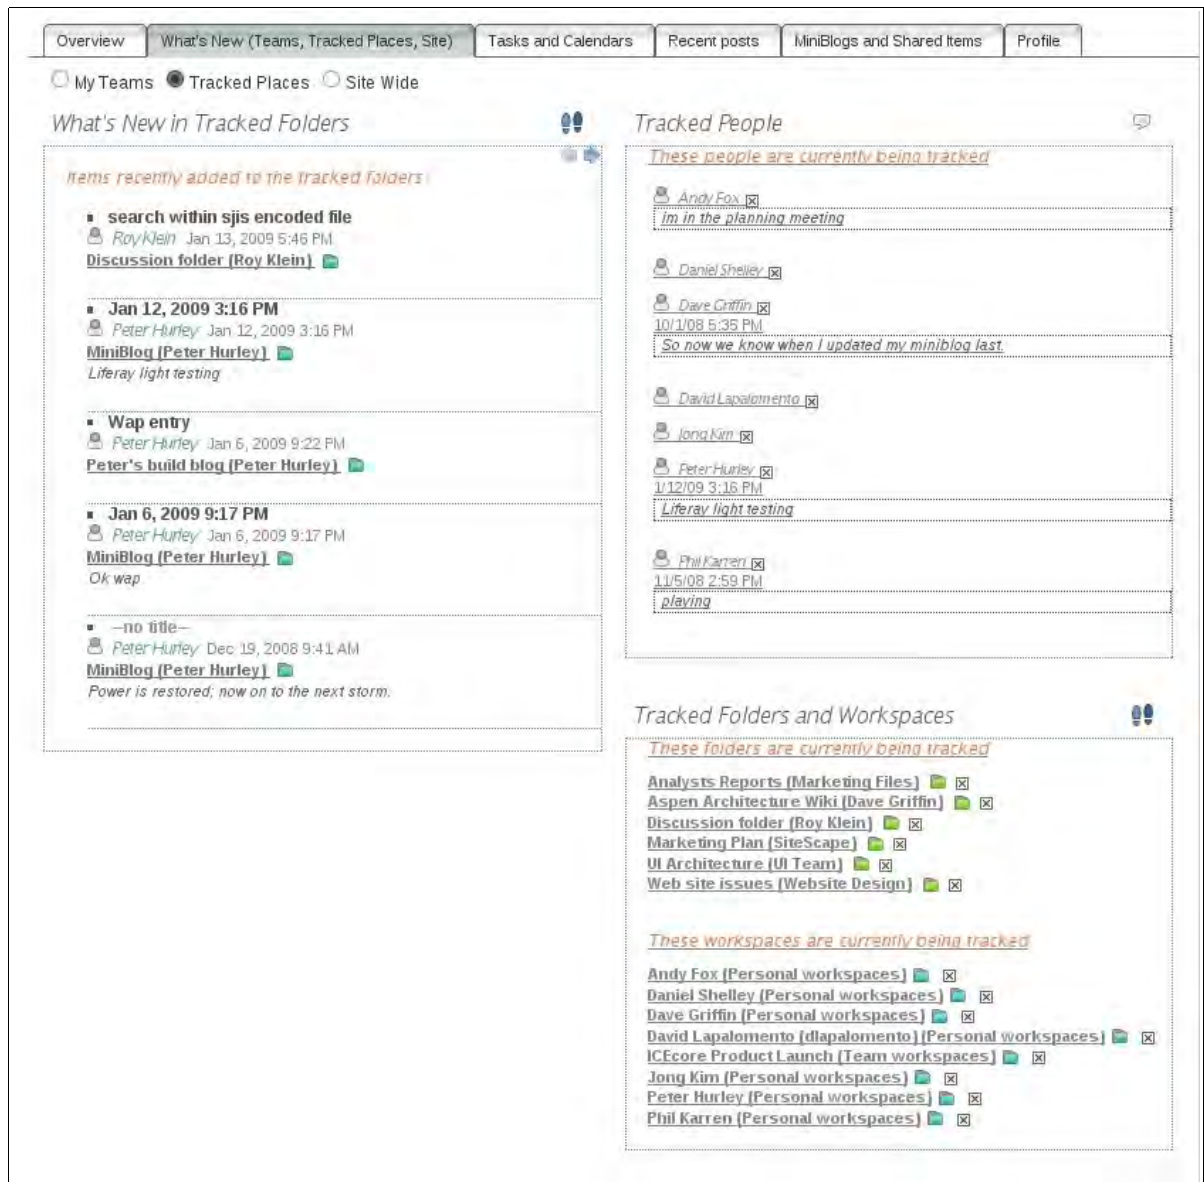 Overview
What's New (Teams, Tracked Places, Site)
Tasks and Calendars
Recent posts
MiniBlogs and Shared Items
Profile
My Teams
Tracked Places
Site Wide
What's New in Tracked Folders
Items recently added to the tracked folders
search within sjis encoded file
Roy Klein Jan 13, 2009 5:46 PM
Discussion folder (Roy Klein)
Jan 12, 2009 3:16 PM
Peter Hurley Jan 12, 2009 3:16 PM
MiniBlog (Peter Hurley)
Liferay light testing
Wap entry
Peter Hurley Jan 6, 2009 9:22 PM
Peter's build blog (Peter Hurley)
Jan 6, 2009 9:17 PM
Peter Hurley Jan 6, 2009 9:17 PM
MiniBlog (Peter Hurley)
Ok wap
--no title--
Peter Hurley Dec 19, 2008 9:41 AM
MiniBlog (Peter Hurley)
Power is restored; now on to the next storm.
Tracked People
These people are currently being tracked
Andy Fox
im in the planning meeting
Daniel Shelley
Dave Griffin
10/1/08 5:35 PM
So now we know when I updated my miniblog last.
David Lapalomento
Jong Kim
Peter Hurley
1/12/09 3:16 PM
Liferay light testing
Phil Karren
11/5/08 2:59 PM
playing
Tracked Folders and Workspaces
These folders are currently being tracked
Analysts Reports (Marketing Files)
Aspen Architecture Wiki (Dave Griffin)
Discussion folder (Roy Klein)
Marketing Plan (SiteScape)
UI Architecture (UI Team)
Web site issues (Website Design)
These workspaces are currently being tracked
Andy Fox (Personal workspaces)
Daniel Shelley (Personal workspaces)
Dave Griffin (Personal workspaces)
David Lapalomento (dlapalomento) (Personal workspaces)
ICEcore Product Launch (Team workspaces)
Jong Kim (Personal workspaces)
Peter Hurley (Personal workspaces)
Phil Karren (Personal workspaces)